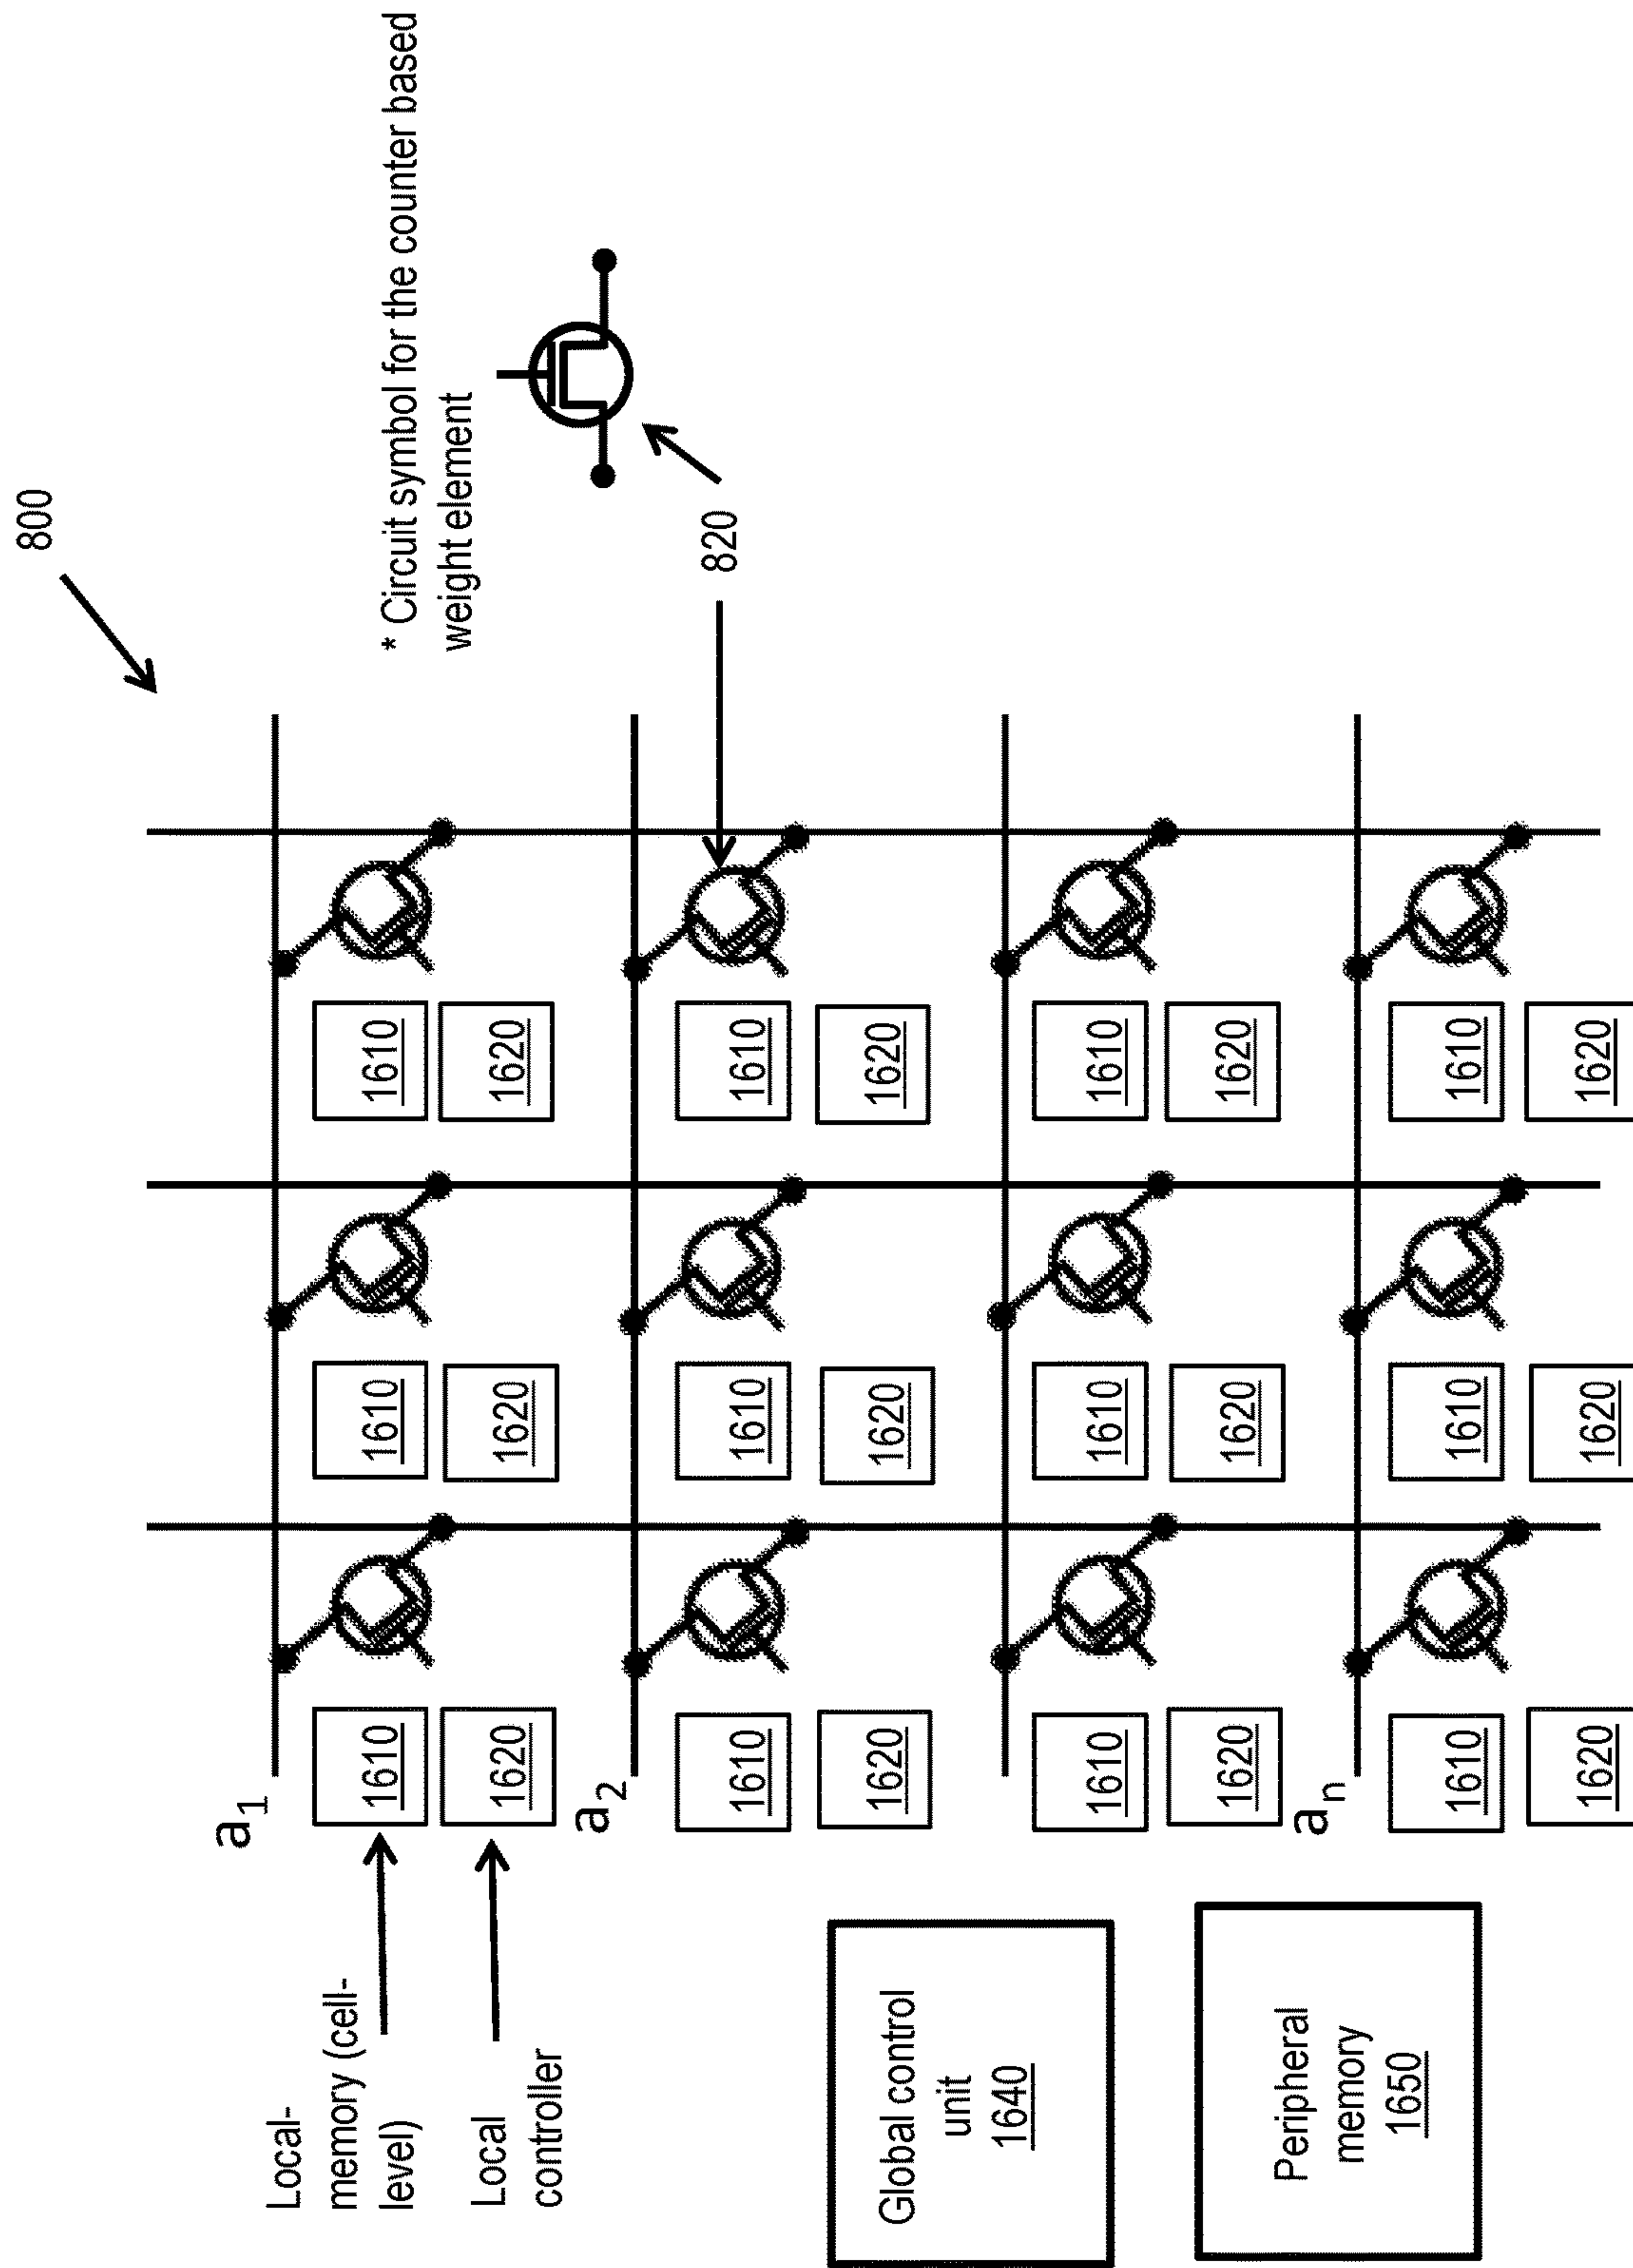 800
* Circuit symbol for the counter based
weight element
820
Local-
memory (cell-
level)
Local
controller
a1
1610
1610
1610
1620
1620
1620
a2
1610
1610
1610
1620
1620
1620
Global control
unit
1640
1610
1610
1610
1620
1620
1620
an
Peripheral
memory
1650
1610
1610
1610
1620
1620
1620